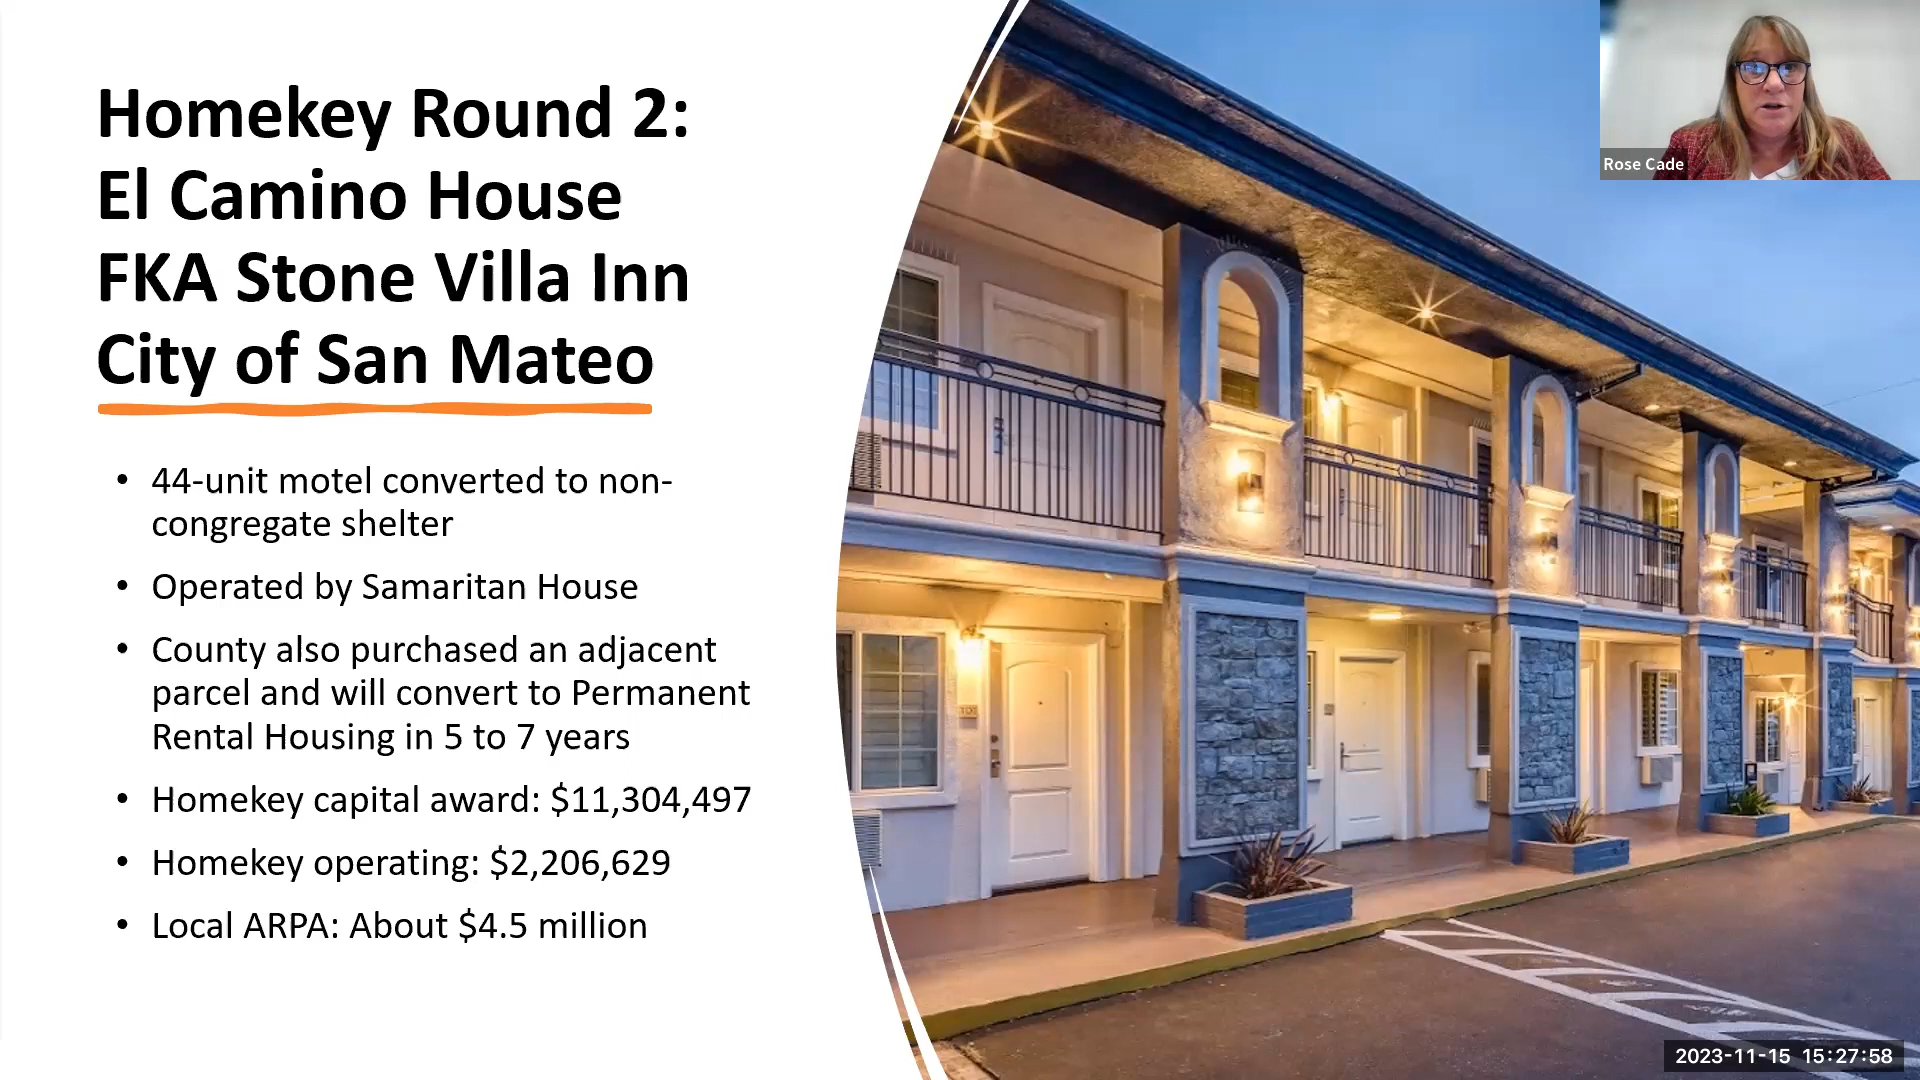 Homekey Round 2:
El Camino House
FKA Stone Villa Inn
City of San Mateo
• 44-unit motel converted to non-
congregate shelter
• Operated by Samaritan House
• County also purchased an adjacent
parcel and will convert to Permanent
Rental Housing in 5 to 7 years
• Homekey capital award: $11,304,497
• Homekey operating: $2,206,629
• Local ARPA: About $4.5 million
Rose Cade
2023-11-15 15:27:58